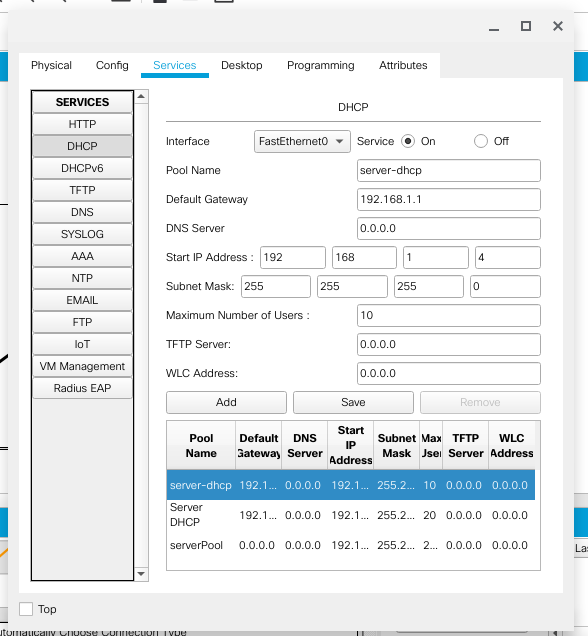 Physical Config Services Desktop Programming Attributes
SERVICES
HTTP
DHCP
DHCPv6
TFTP
DNS
SYSLOG
AAA
NTP
EMAIL
FTP
IoT
VM Management
Radius EAP
DHCP
Interface FastEthernet0 Service On Off
Pool Name server-dhcp
Default Gateway 192.168.1.1
DNS Server 0.0.0.0
Start IP Address : 192 168 1 4
Subnet Mask: 255 255 255 0
Maximum Number of Users : 10
TFTP Server: 0.0.0.0
WLC Address: 0.0.0.0
Add Save Remove
Pool Name Default Gateway DNS Server Start IP Address Subnet Mask Max User TFTP Server WLC Address
server-dhcp 192.1... 0.0.0.0 192.1... 255.2... 10 0.0.0.0 0.0.0.0
Server DHCP 192.1... 0.0.0.0 192.1... 255.2... 20 0.0.0.0 0.0.0.0
serverPool 0.0.0.0 0.0.0.0 192.1... 255.2... 2... 0.0.0.0 0.0.0.0
Las
Top
utomatically Choose Connection Type